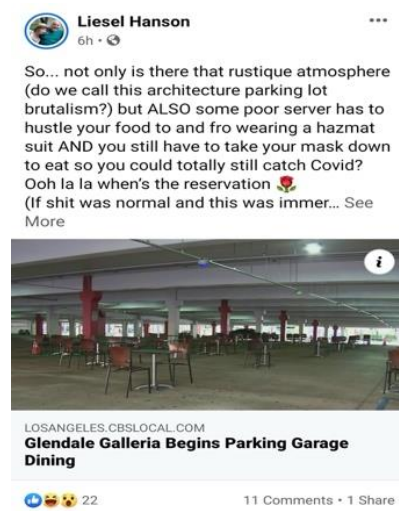 Liesel Hanson
6h •
So... not only is there that rustique atmosphere
(do we call this architecture parking lot
brutalism?) but ALSO some poor server has to
hustle your food to and fro wearing a hazmat
suit AND you still have to take your mask down
to eat so you could totally still catch Covid?
Ooh la la when's the reservation 🌹
(If shit was normal and this was immer... See
More
i
LOSANGELES.CBSLOCAL.COM
Glendale Galleria Begins Parking Garage
Dining
22
11 Comments • 1 Share